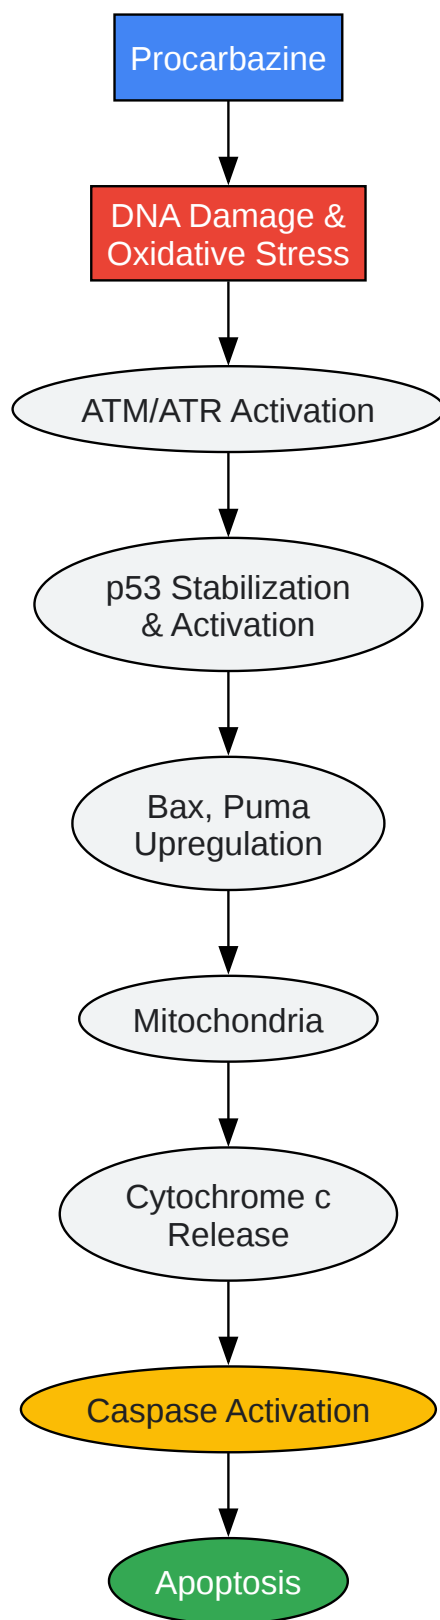 Procarbazine
DNA Damage &
Oxidative Stress
ATM/ATR Activation
p53 Stabilization
& Activation
Bax, Puma
Upregulation
Mitochondria
Cytochrome c
Release
Caspase Activation
Apoptosis